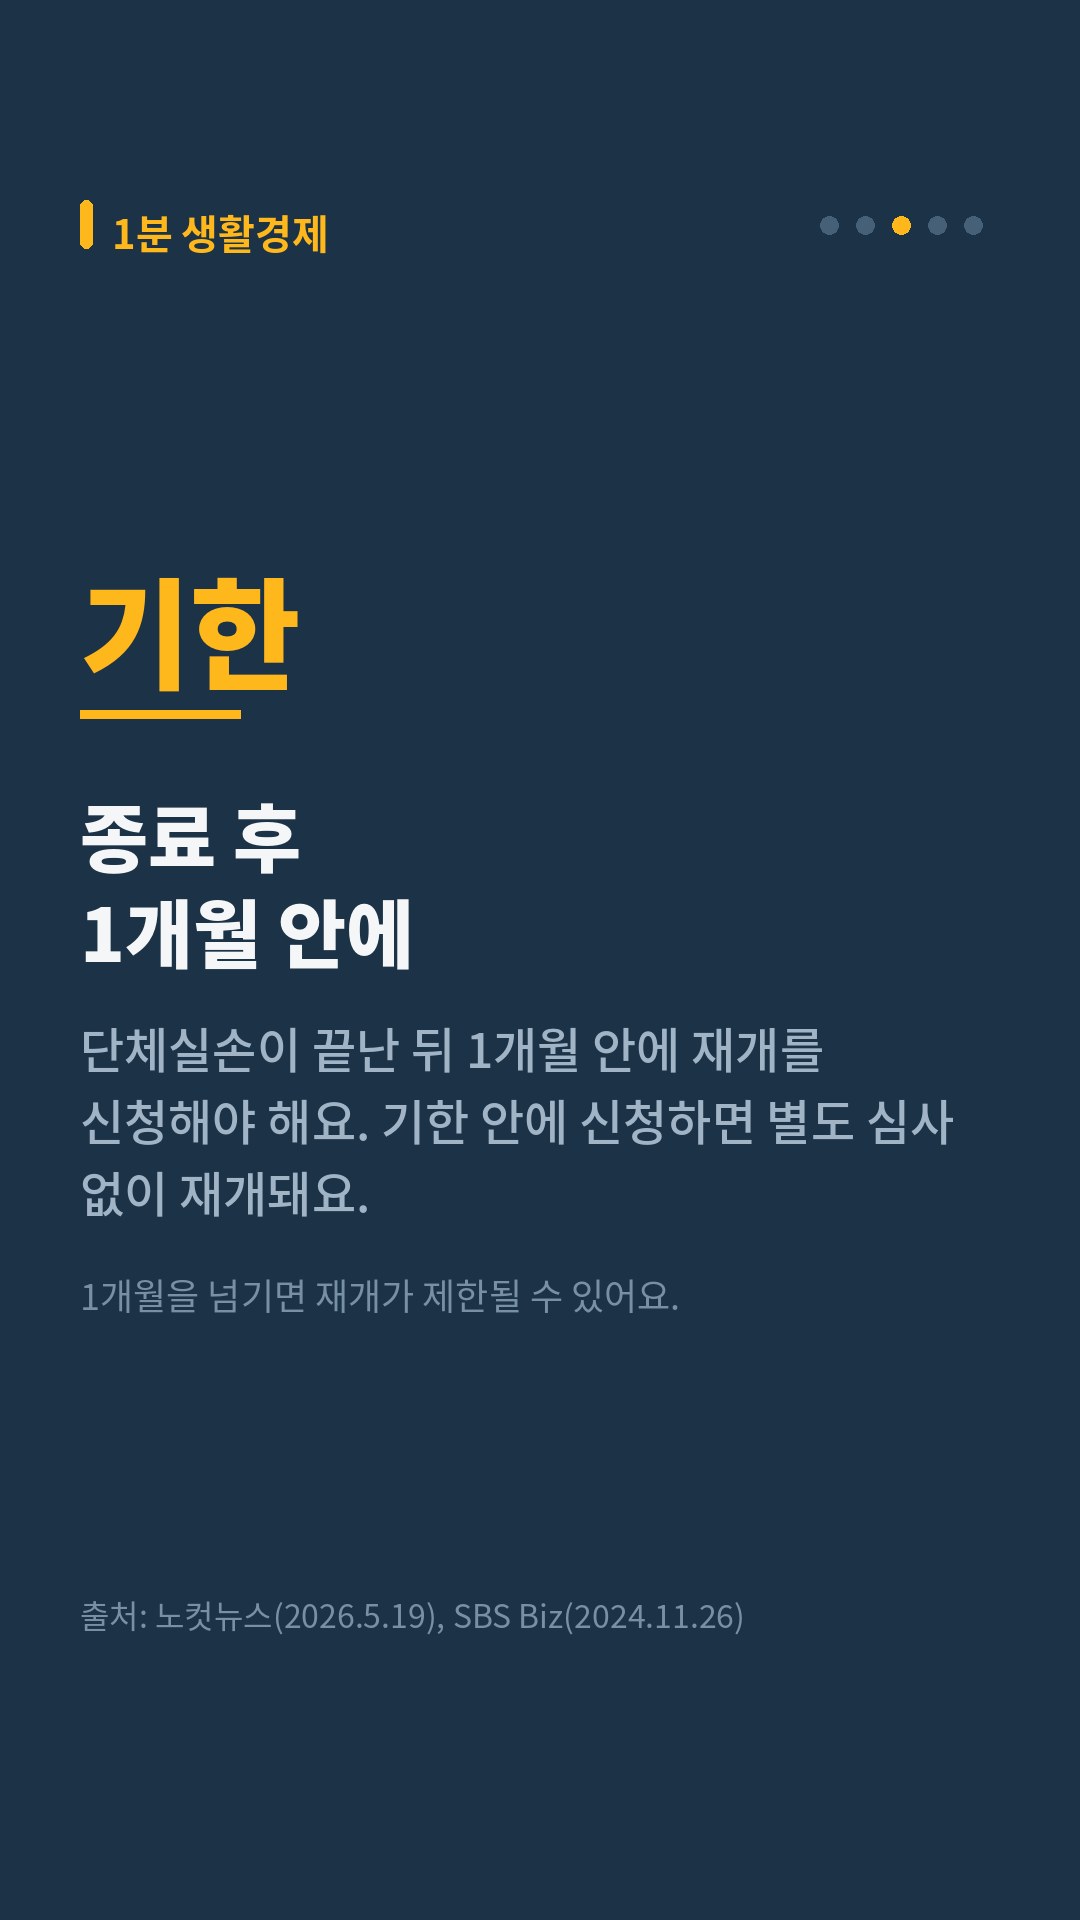 1분 생활경제
기한
종료 후
1개월 안에
단체실손이 끝난 뒤 1개월 안에 재개를
신청해야 해요. 기한 안에 신청하면 별도 심사
없이 재개돼요.
1개월을 넘기면 재개가 제한될 수 있어요.
출처: 노컷뉴스(2026.5.19), SBS Biz(2024.11.26)